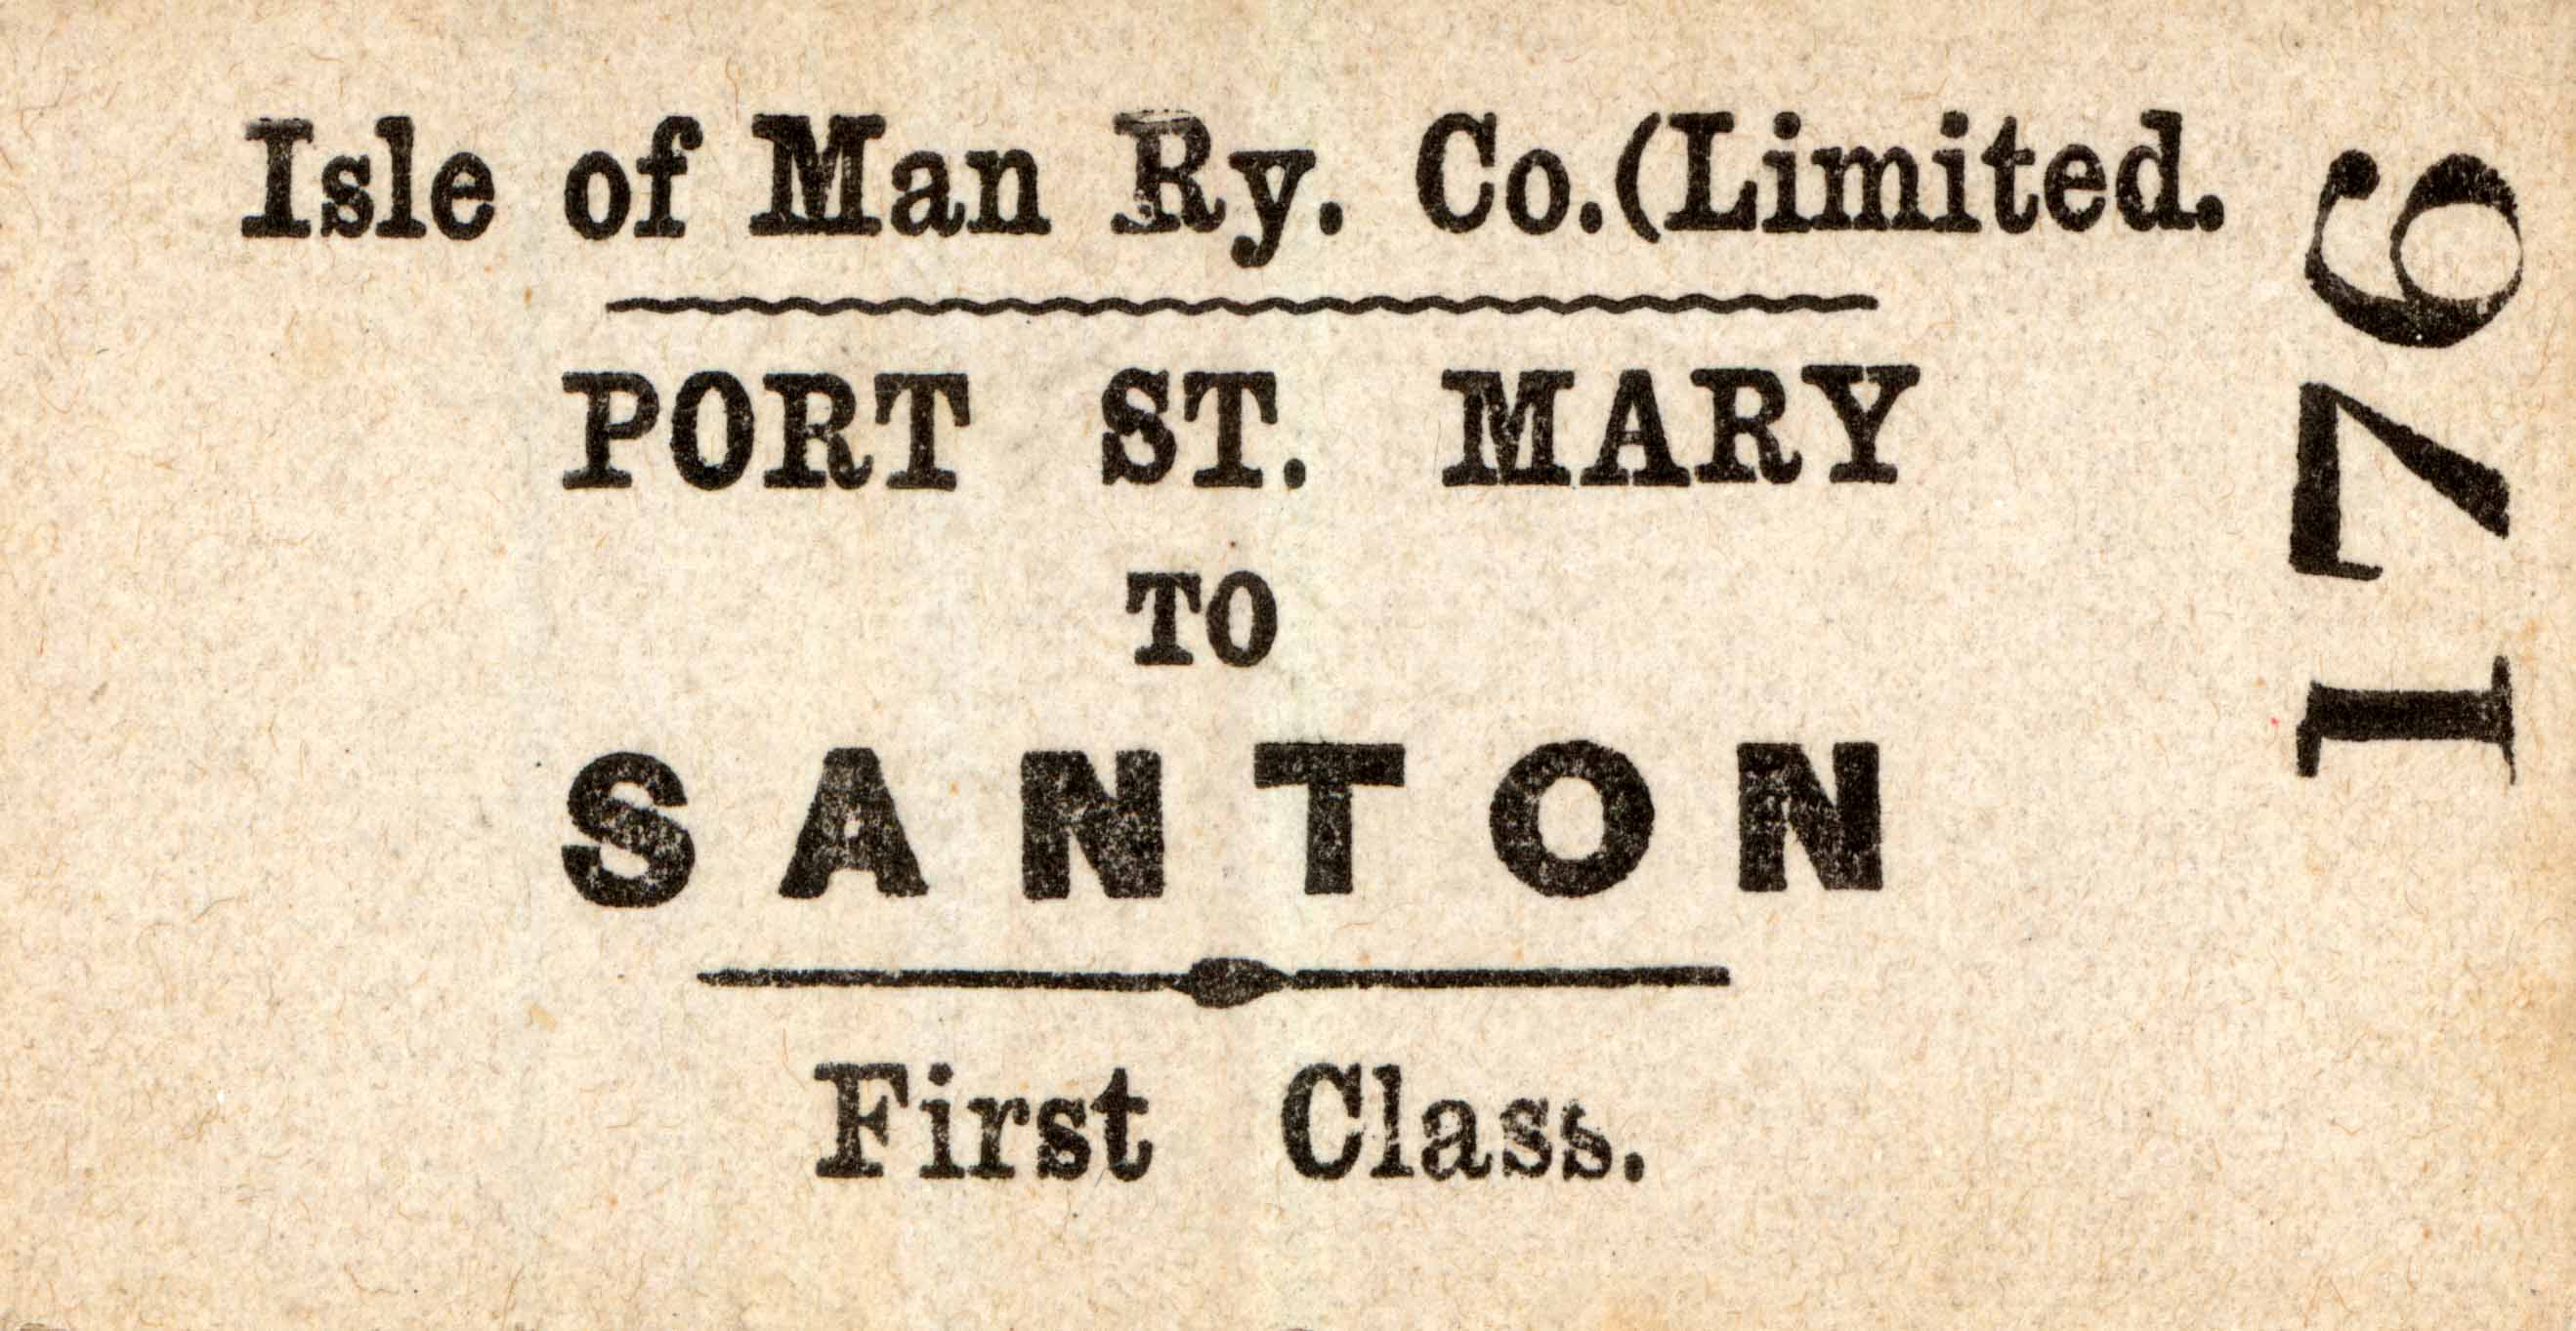 Isle of Man Ry. Co.(Limited.
PORT ST. MARY
TO
SANTON
First Class.
176